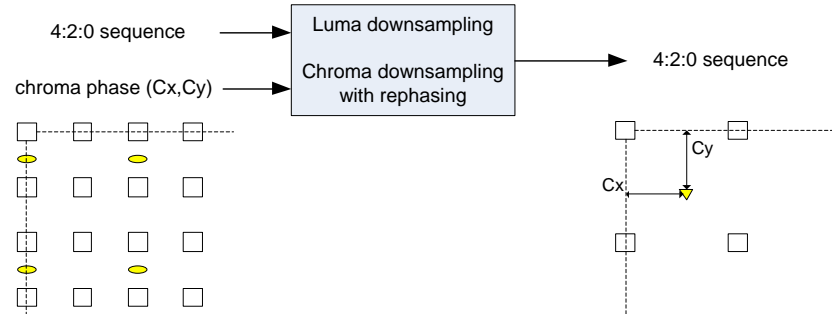 4:2:0 sequence
Luma downsampling
chroma phase (Cx,Cy)
Chroma downsampling
with rephasing
4:2:0 sequence
Cy
Cx